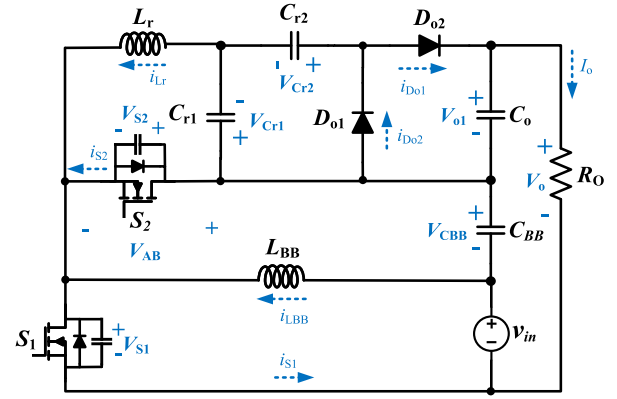 Lr
Cr2
Do2
iLr
- VCr2 +
iDo1
Io
VS2
- +
Cr1
- VCr1 +
Do1
iDo2
+ Vo1 -
Co
iS2
S2
+ Vo -
RO
- VAB +
+ VCBB -
CBB
LBB
iLBB
S1
+ VS1 -
iS1
+ -
vin